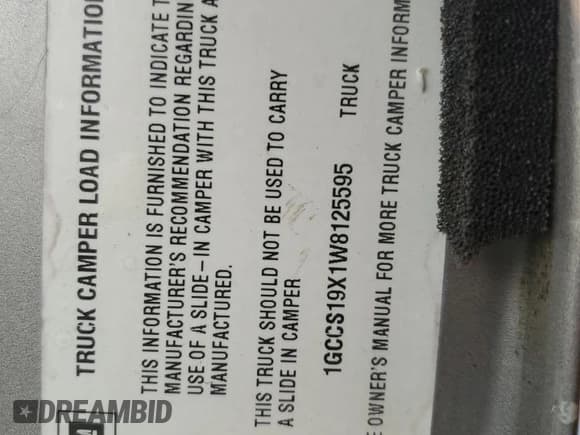 TRUCK CAMPER LOAD INFORMATION
THIS INFORMATION IS FURNISHED TO INDICATE
MANUFACTURER'S RECOMMENDATION REGARDIN
USE OF A SLIDE-IN CAMPER WITH THIS TRUCK A
MANUFACTURED.
THIS TRUCK SHOULD NOT BE USED TO CARRY
A SLIDE IN CAMPER
1GCCS19X1W8125595 TRUCK
OWNER'S MANUAL FOR MORE TRUCK CAMPER INFORM
DREAMBID